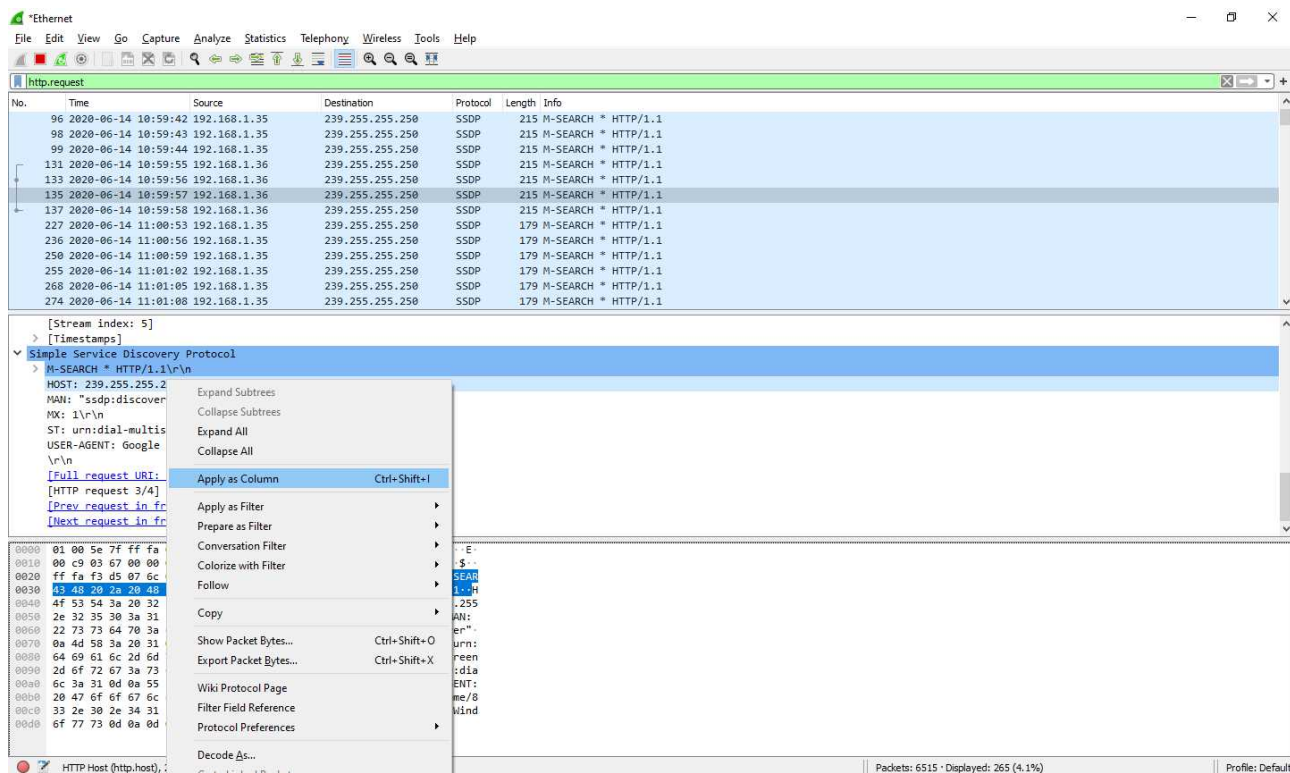 *Ethernet
File Edit View Go Capture Analyze Statistics Telephony Wireless Tools Help
http.request
No. Time Source Destination Protocol Length Info
96 2020-06-14 10:59:42 192.168.1.35 239.255.255.250 SSDP 215 M-SEARCH * HTTP/1.1
98 2020-06-14 10:59:43 192.168.1.35 239.255.255.250 SSDP 215 M-SEARCH * HTTP/1.1
99 2020-06-14 10:59:44 192.168.1.35 239.255.255.250 SSDP 215 M-SEARCH * HTTP/1.1
131 2020-06-14 10:59:55 192.168.1.36 239.255.255.250 SSDP 215 M-SEARCH * HTTP/1.1
133 2020-06-14 10:59:56 192.168.1.36 239.255.255.250 SSDP 215 M-SEARCH * HTTP/1.1
135 2020-06-14 10:59:57 192.168.1.36 239.255.255.250 SSDP 215 M-SEARCH * HTTP/1.1
137 2020-06-14 10:59:58 192.168.1.36 239.255.255.250 SSDP 215 M-SEARCH * HTTP/1.1
227 2020-06-14 11:00:53 192.168.1.35 239.255.255.250 SSDP 179 M-SEARCH * HTTP/1.1
236 2020-06-14 11:00:56 192.168.1.35 239.255.255.250 SSDP 179 M-SEARCH * HTTP/1.1
250 2020-06-14 11:00:59 192.168.1.35 239.255.255.250 SSDP 179 M-SEARCH * HTTP/1.1
255 2020-06-14 11:01:02 192.168.1.35 239.255.255.250 SSDP 179 M-SEARCH * HTTP/1.1
268 2020-06-14 11:01:05 192.168.1.35 239.255.255.250 SSDP 179 M-SEARCH * HTTP/1.1
274 2020-06-14 11:01:08 192.168.1.35 239.255.255.250 SSDP 179 M-SEARCH * HTTP/1.1
[Stream index: 5]
[Timestamps]
Simple Service Discovery Protocol
M-SEARCH * HTTP/1.1\r\n
HOST: 239.255.255.2
MAN: "ssdp:discover
MX: 1\r\n
ST: urn:dial-multis
USER-AGENT: Google
\r\n
[Full request URI:
[HTTP request 3/4]
[Prev request in fr
[Next request in fr
Expand Subtrees
Collapse Subtrees
Expand All
Collapse All
Apply as Column Ctrl+Shift+I
Apply as Filter
Prepare as Filter
Conversation Filter
Colorize with Filter
Follow
Copy
Show Packet Bytes... Ctrl+Shift+O
Export Packet Bytes... Ctrl+Shift+X
Wiki Protocol Page
Filter Field Reference
Protocol Preferences
Decode As...
0000 01 00 5e 7f ff fa ··E·
0010 00 c9 03 67 00 00 ·$··
0020 ff fa f3 d5 07 6c SEAR
0030 43 48 20 2a 20 48 1··H
0040 4f 53 54 3a 20 32 .255
0050 2e 32 35 30 3a 31 AN:
0060 22 73 73 64 70 3a er"·
0070 0a 4d 58 3a 20 31 urn:
0080 64 69 61 6c 2d 6d reen
0090 2d 6f 72 67 3a 73 :dia
00a0 6c 3a 31 0d 0a 55 ENT:
00b0 20 47 6f 6f 67 6c me/8
00c0 33 2e 30 2e 34 31 Wind
00d0 6f 77 73 0d 0a 0d
HTTP Host (http.host), Packets: 6515 · Displayed: 265 (4.1%) Profile: Default